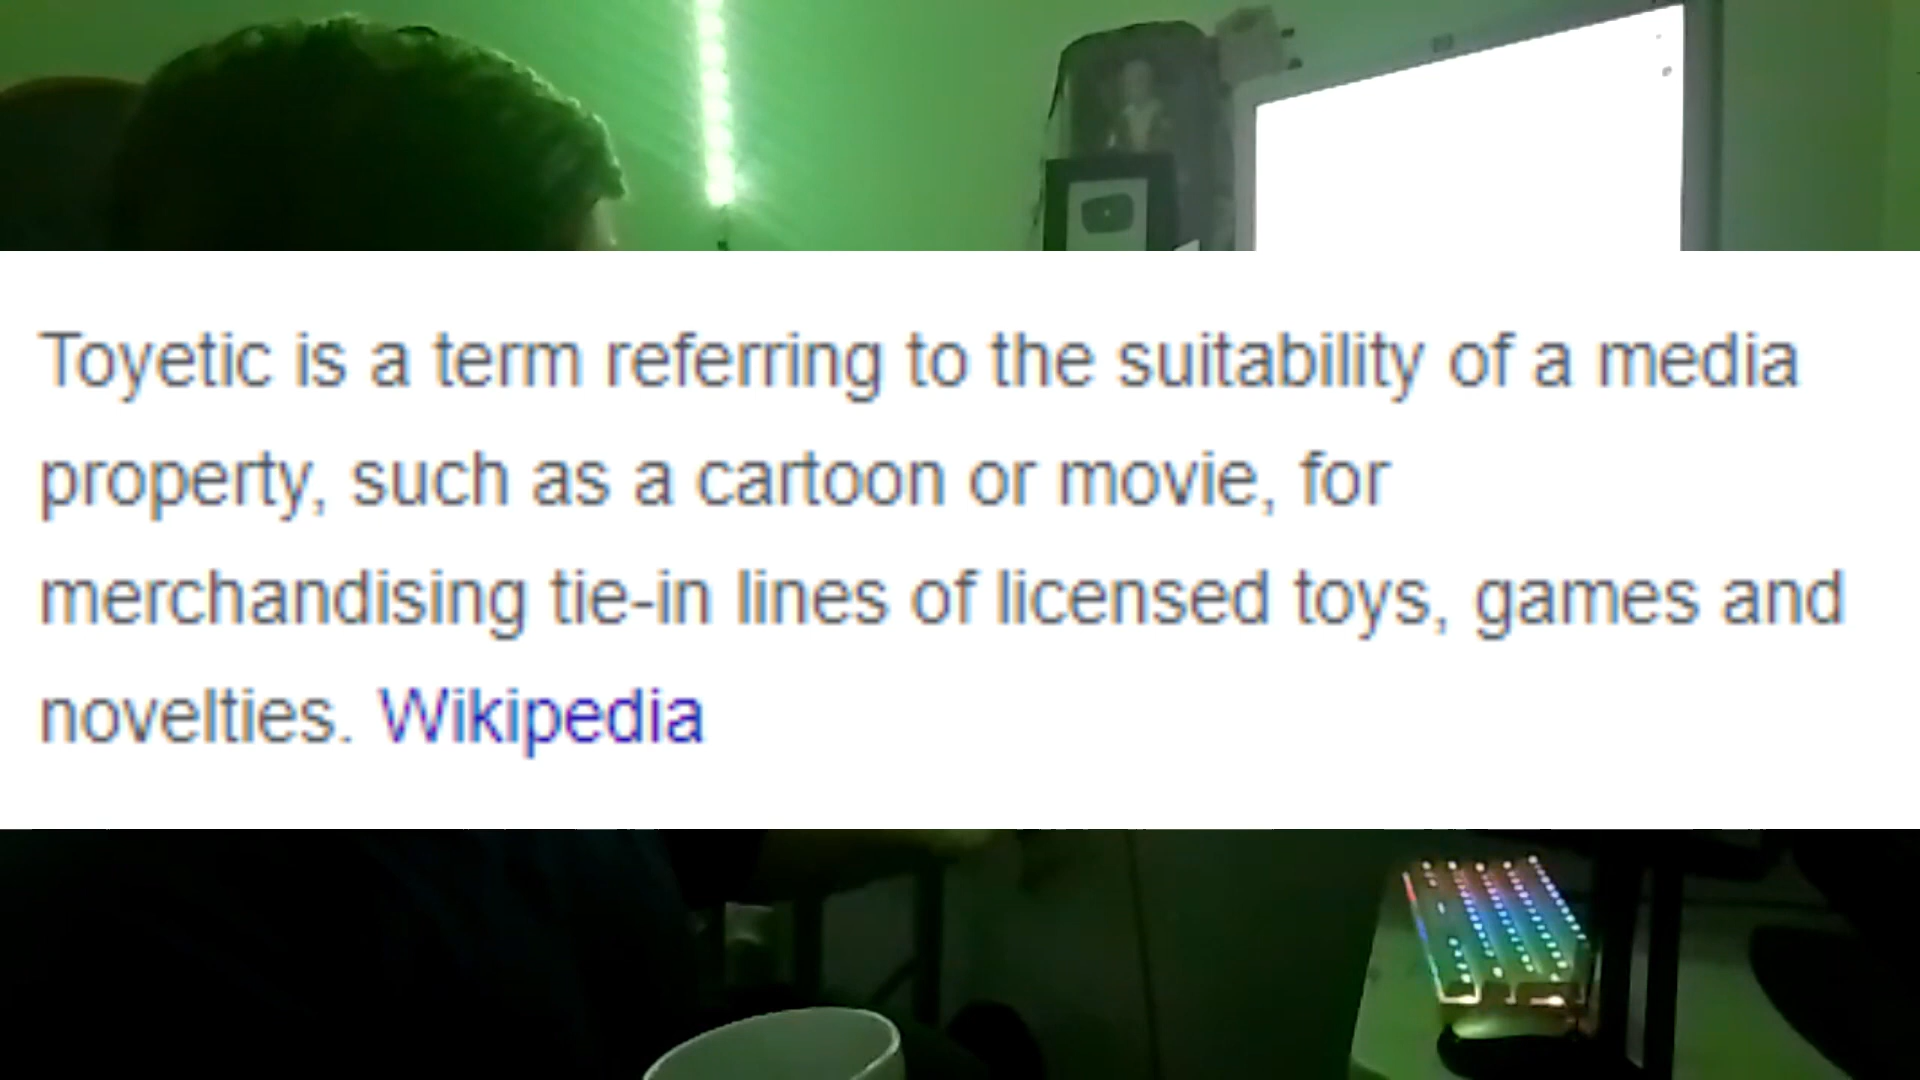 Toyetic is a term referring to the suitability of a media
property, such as a cartoon or movie, for
merchandising tie-in lines of licensed toys, games and
novelties. Wikipedia